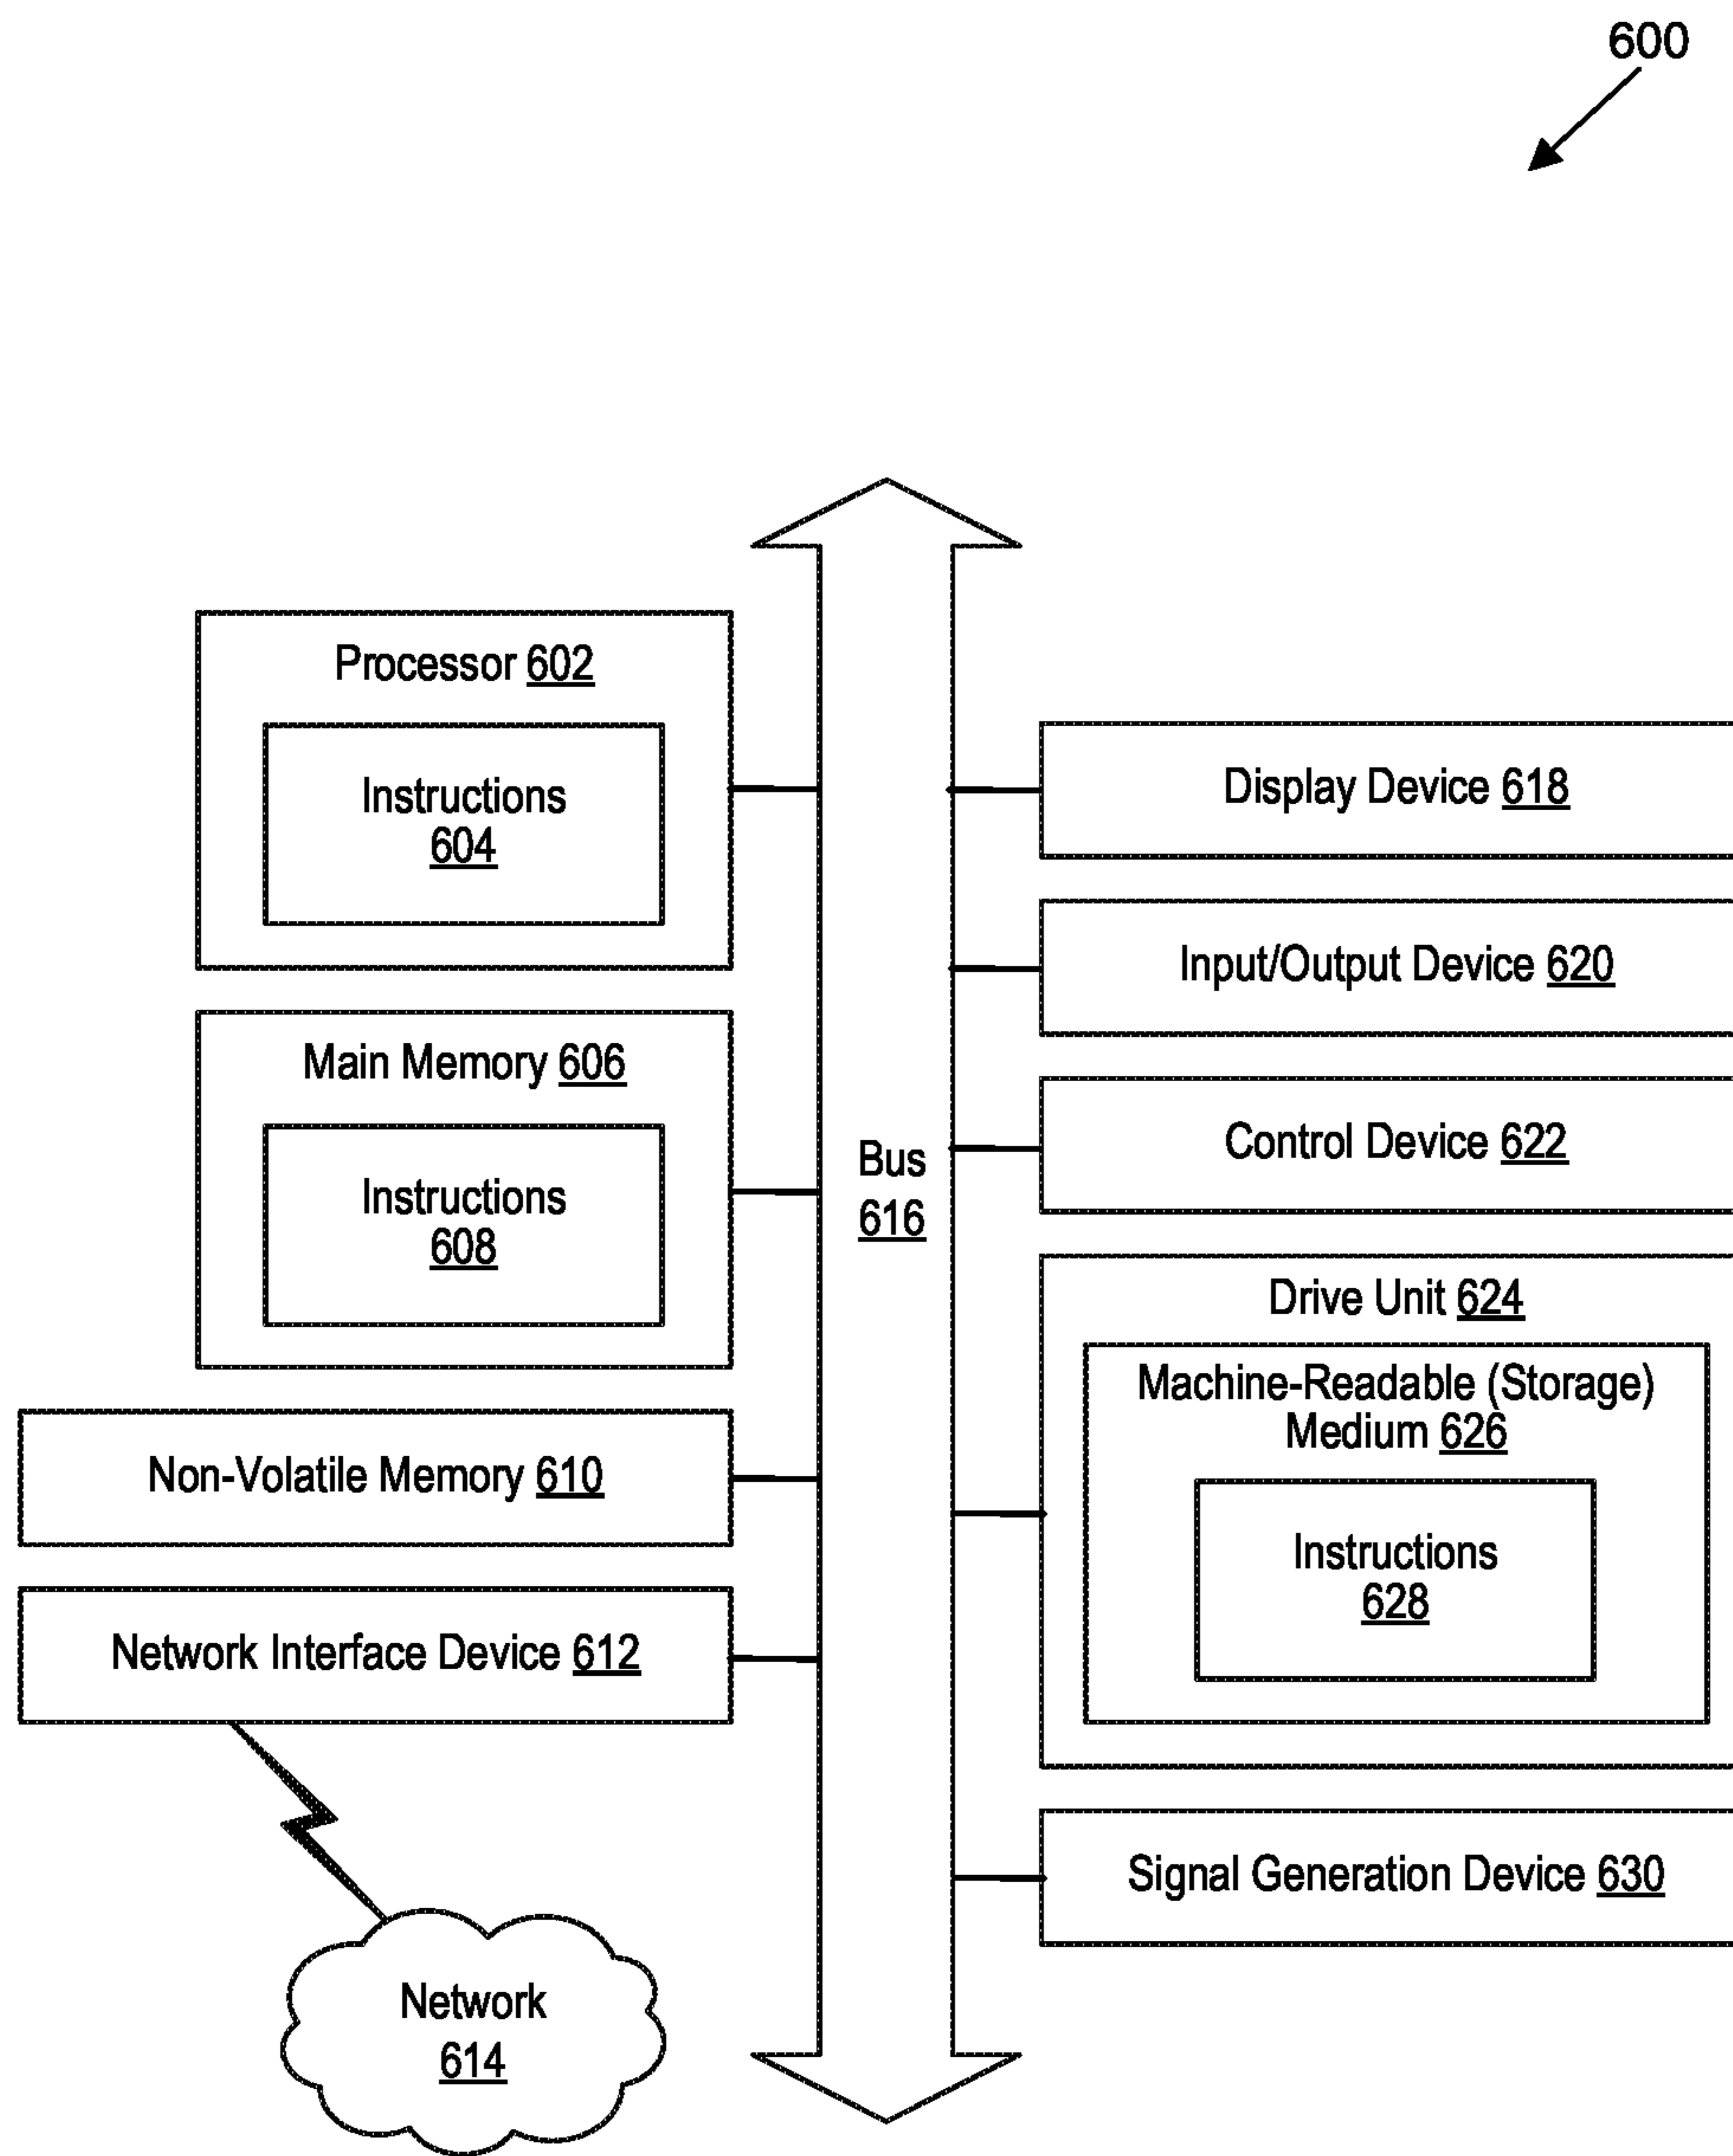 600
Processor 602
Instructions
604
Main Memory 606
Instructions
608
Non-Volatile Memory 610
Network Interface Device 612
Network
614
Bus
616
Display Device 618
Input/Output Device 620
Control Device 622
Drive Unit 624
Machine-Readable (Storage)
Medium 626
Instructions
628
Signal Generation Device 630